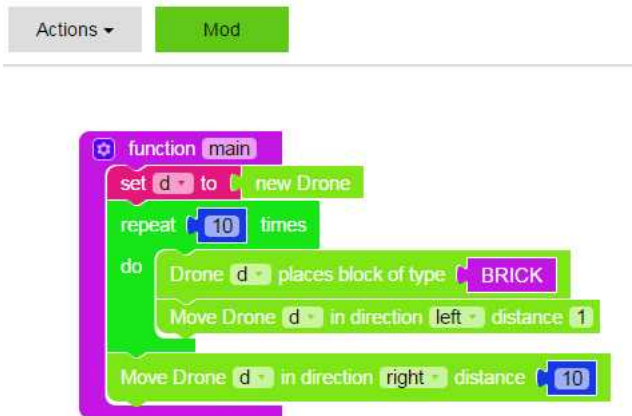 Actions Mod
function main
set d to new Drone
repeat 10 times
do
Drone d places block of type BRICK
Move Drone d in direction left distance 1
Move Drone d in direction right distance 10